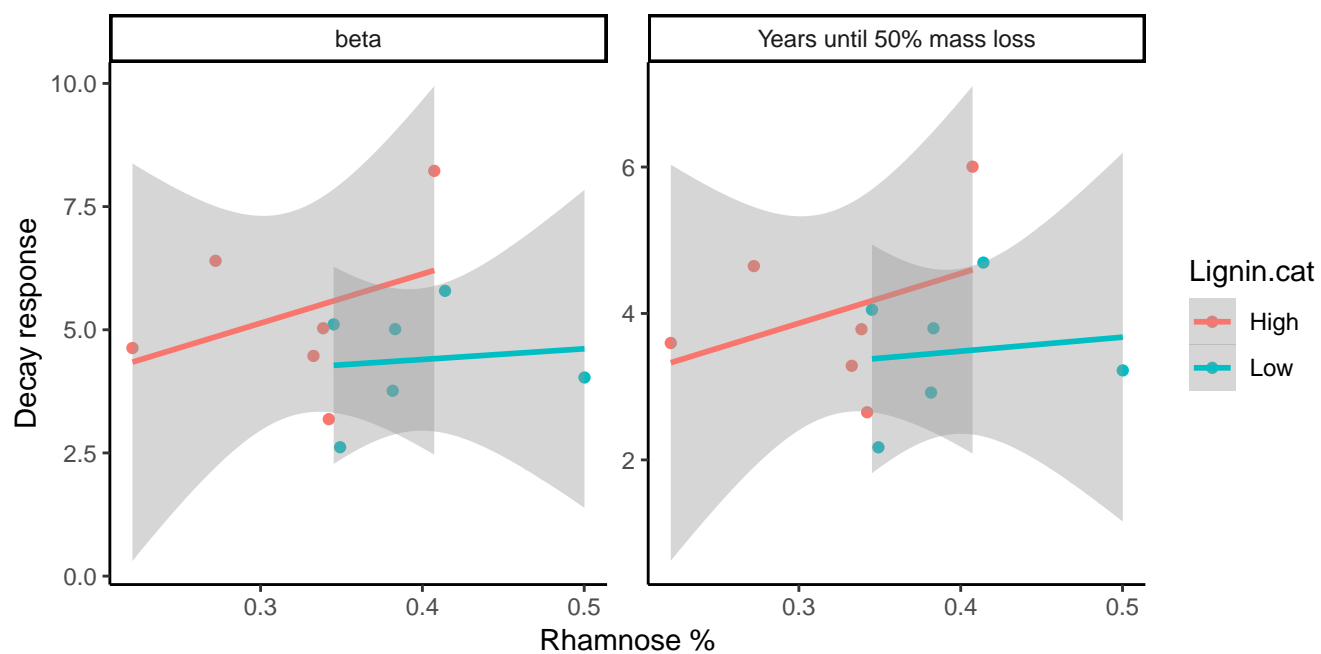 beta
Years until 50% mass loss
Decay response
10.0
7.5
5.0
2.5
0.0
6
4
2
0.3
0.4
0.5
0.3
0.4
0.5
Rhamnose %
Lignin.cat
High
Low